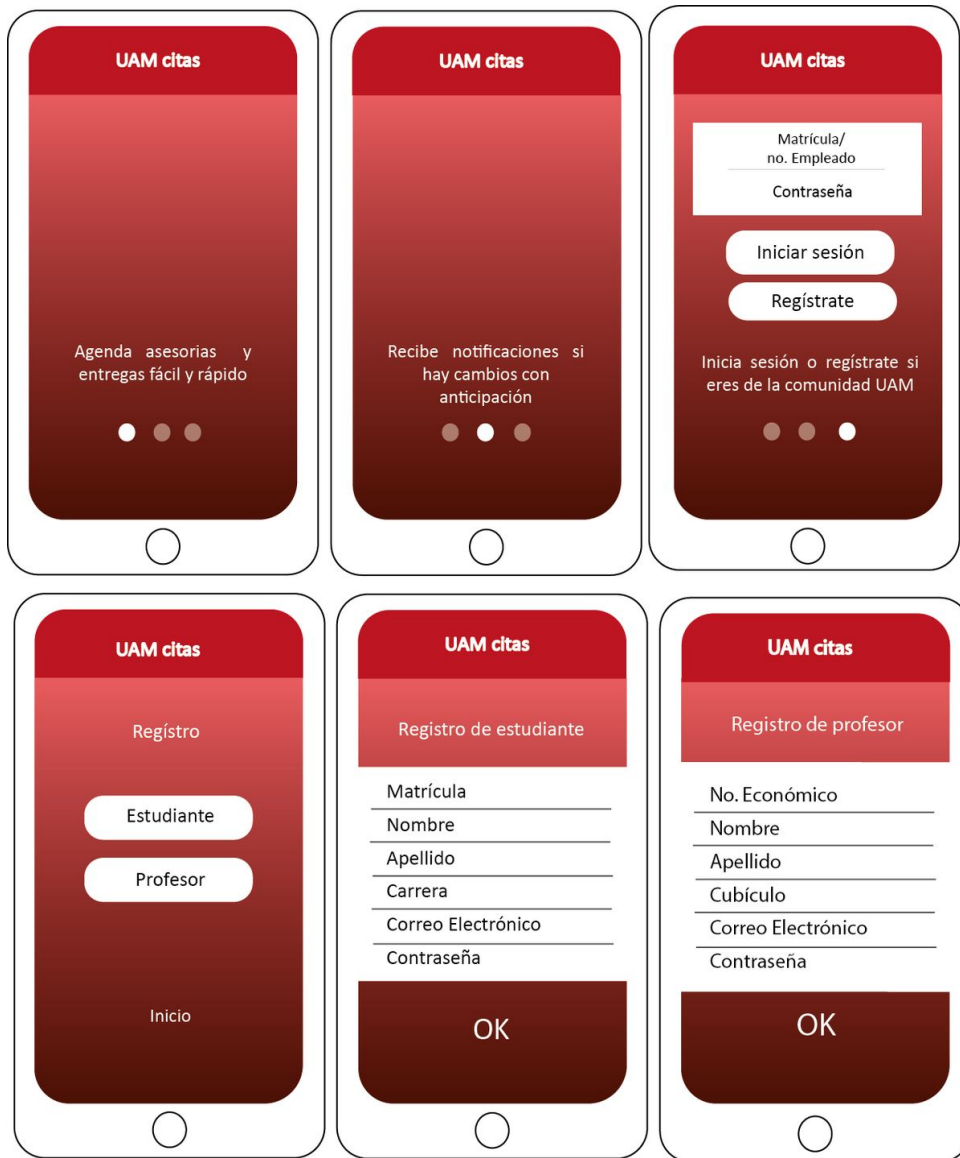 UAM citas
Agenda asesorias y
entregas fácil y rápido
UAM citas
Recibe notificaciones si
hay cambios con
anticipación
UAM citas
Matrícula/
no. Empleado
Contraseña
Iniciar sesión
Regístrate
Inicia sesión o regístrate si
eres de la comunidad UAM
UAM citas
Regístro
Estudiante
Profesor
Inicio
UAM citas
Registro de estudiante
Matrícula
Nombre
Apellido
Carrera
Correo Electrónico
Contraseña
OK
UAM citas
Registro de profesor
No. Económico
Nombre
Apellido
Cubículo
Correo Electrónico
Contraseña
OK